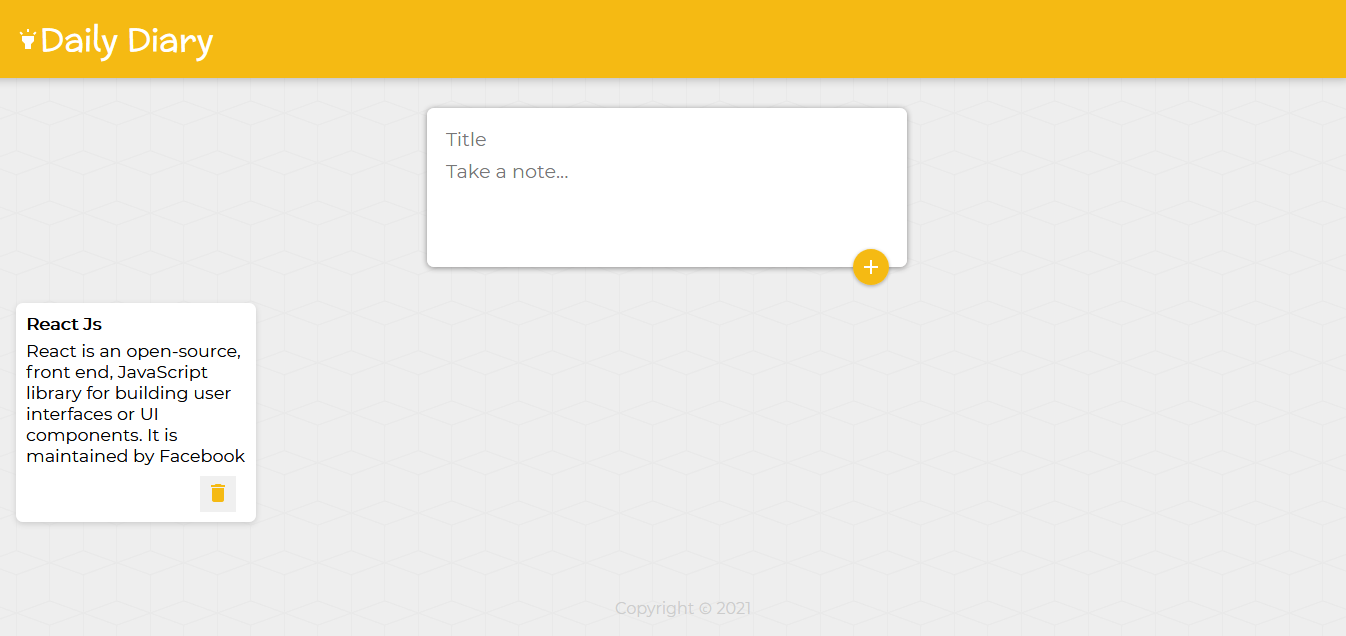 Daily Diary
Title
Take a note...
React Js
React is an open-source,
front end, JavaScript
library for building user
interfaces or UI
components. It is
maintained by Facebook
Copyright © 2021